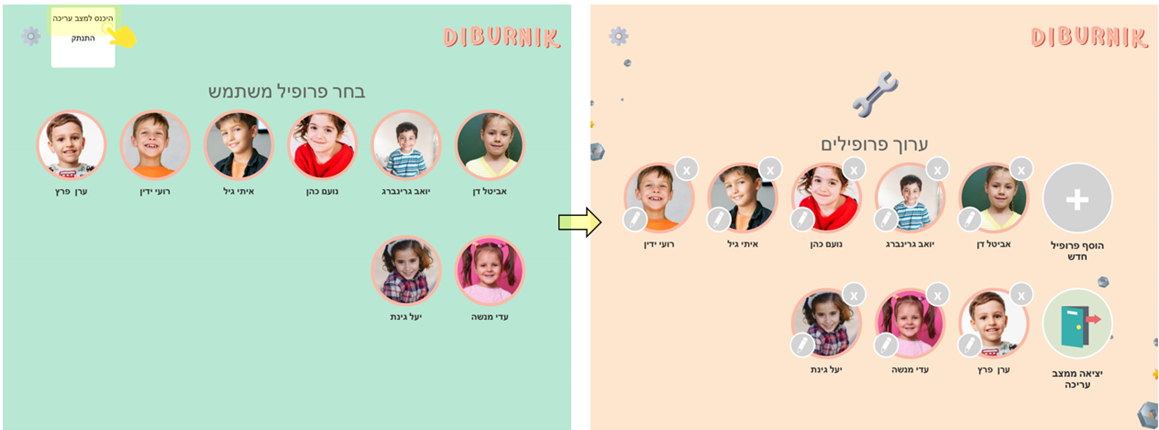 היכנס למצב עריכה
התנתק
DIBURNIK
בחר פרופיל משתמש
אביטל דן
יואב גרינברג
נועם כהן
איתי גיל
רועי ידין
ערן פרץ
עדי מנשה
יעל גינת
DIBURNIK
ערוך פרופילים
x
x
x
x
x
+
הוסף פרופיל
חדש
אביטל דן
יואב גרינברג
נועם כהן
איתי גיל
רועי ידין
x
x
x
יציאה ממצב
עריכה
ערן פרץ
עדי מנשה
יעל גינת